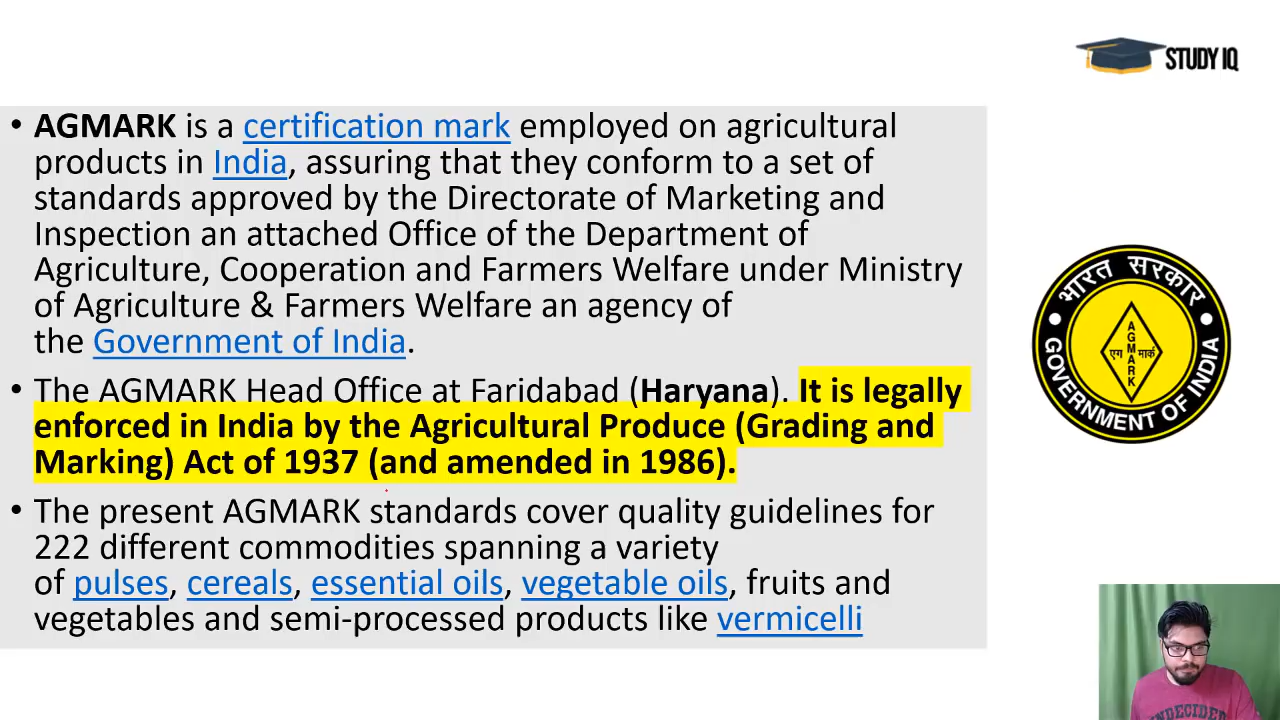 STUDY IQ
• AGMARK is a certification mark employed on agricultural
products in India, assuring that they conform to a set of
standards approved by the Directorate of Marketing and
Inspection an attached Office of the Department of
Agriculture, Cooperation and Farmers Welfare under Ministry
of Agriculture & Farmers Welfare an agency of
the Government of India.
• The AGMARK Head Office at Faridabad (Haryana). It is legally
enforced in India by the Agricultural Produce (Grading and
Marking) Act of 1937 (and amended in 1986).
• The present AGMARK standards cover quality guidelines for
222 different commodities spanning a variety
of pulses, cereals, essential oils, vegetable oils, fruits and
vegetables and semi-processed products like vermicelli
भारत सरकार
एग मार्क
AGMARK
GOVERNMENT OF INDIA